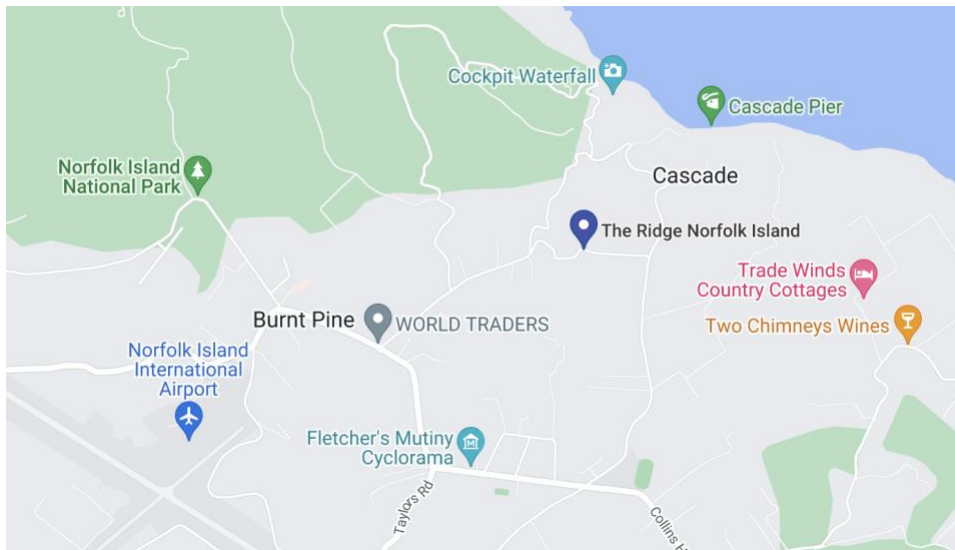 Cockpit Waterfall
Cascade Pier
Norfolk Island
National Park
Cascade
The Ridge Norfolk Island
Trade Winds
Country Cottages
Burnt Pine
WORLD TRADERS
Two Chimneys Wines
Norfolk Island
International
Airport
Fletcher's Mutiny
Cyclorama
Taylors Rd
Collins H